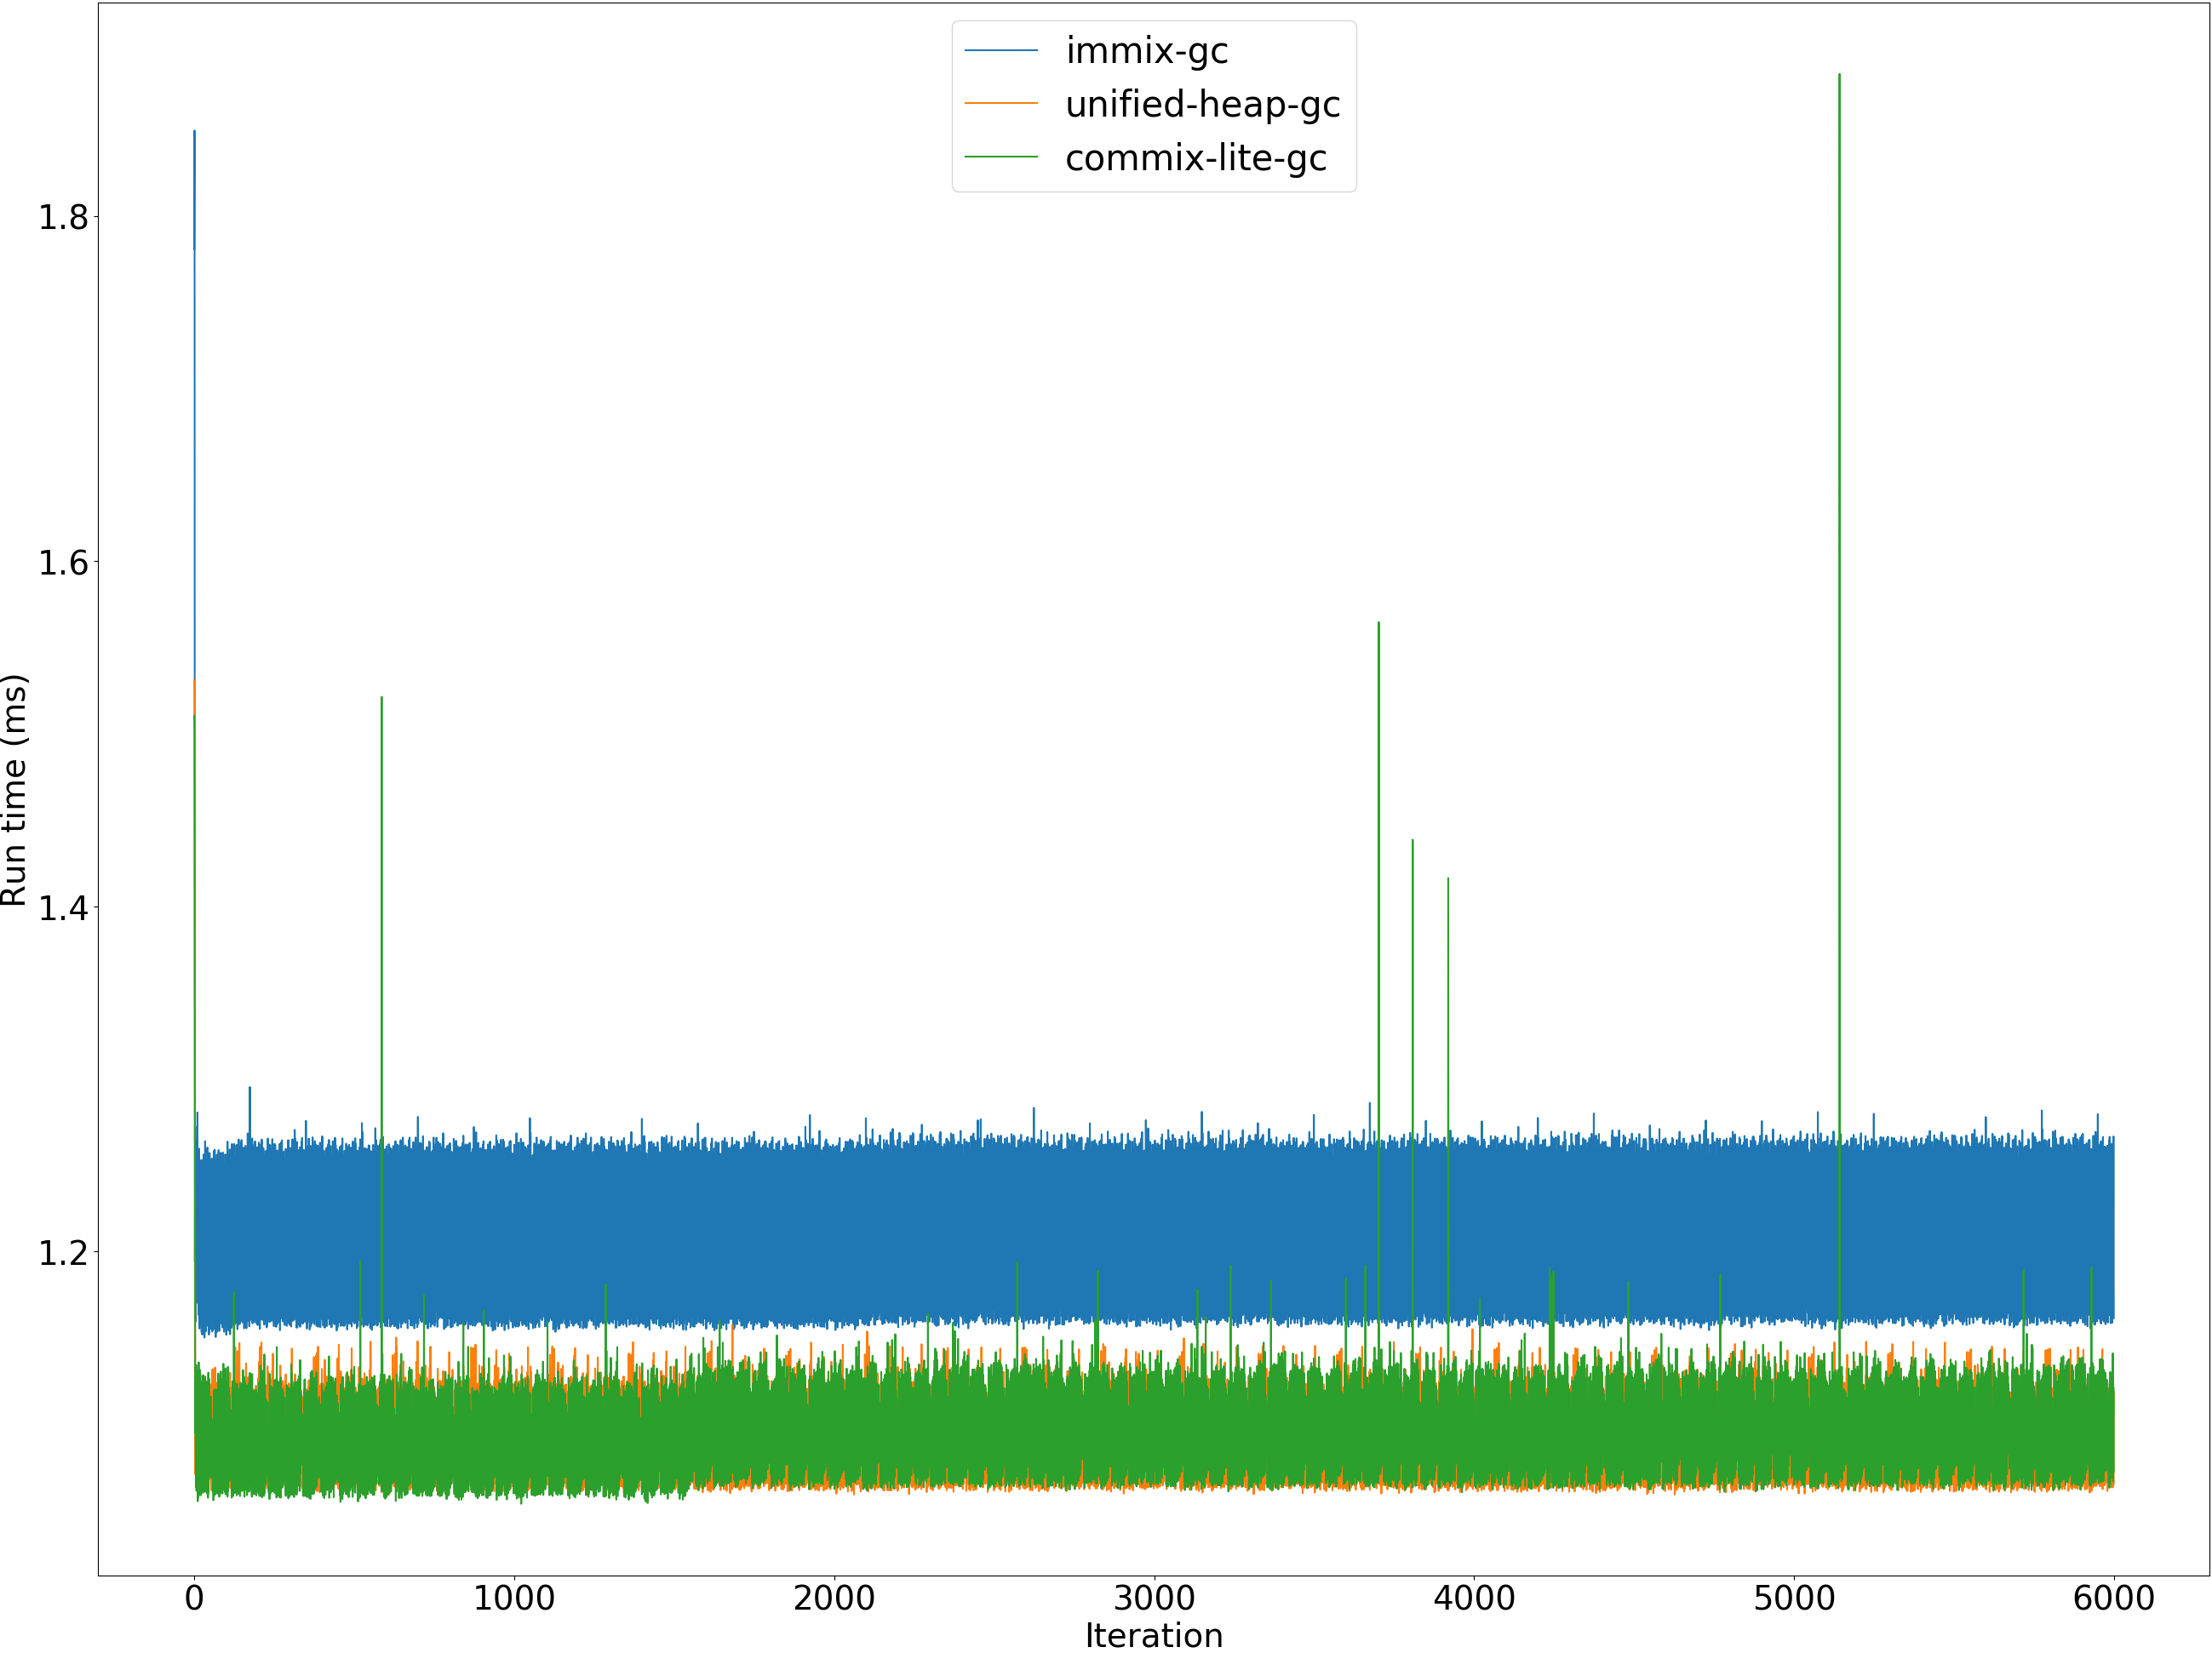 immix-gc
unified-heap-gc
commix-lite-gc
1.8
1.6
1.4
1.2
Run time (ms)
0 1000 2000 3000 4000 5000 6000
Iteration